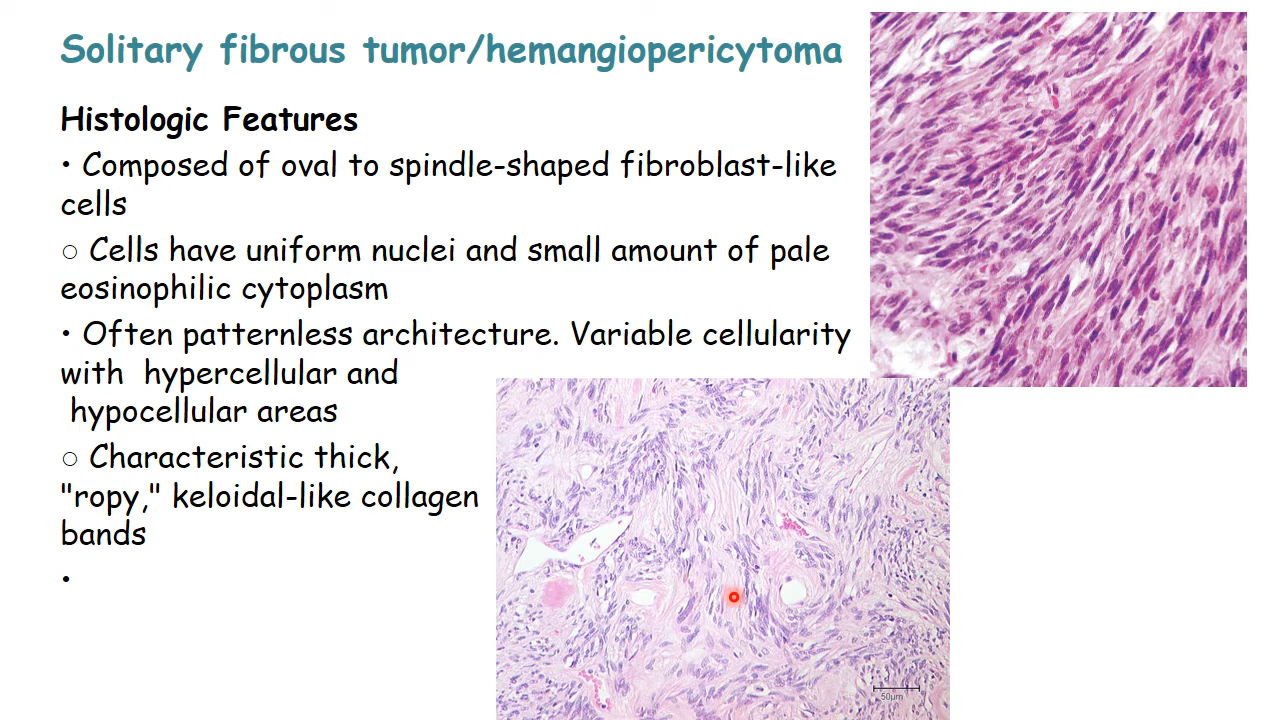 Solitary fibrous tumor/hemangiopericytoma
Histologic Features
• Composed of oval to spindle-shaped fibroblast-like
cells
○ Cells have uniform nuclei and small amount of pale
eosinophilic cytoplasm
• Often patternless architecture. Variable cellularity
with  hypercellular and
hypocellular areas
○ Characteristic thick,
"ropy," keloidal-like collagen
bands
•
50µm